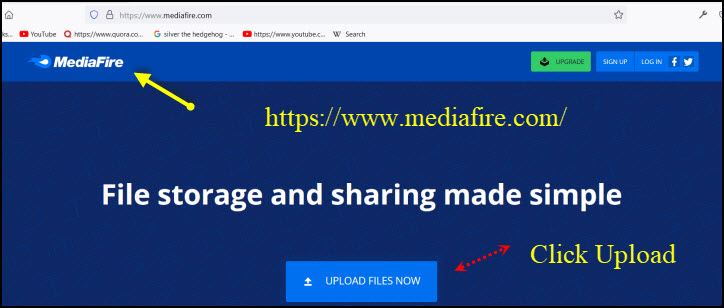 https://www.mediafire.com
ks... YouTube https://www.quora.co... silver the hedgehog - ... https://www.youtube.c... Search
MediaFire UPGRADE SIGN UP LOG IN
https://www.mediafire.com/
File storage and sharing made simple
Click Upload
UPLOAD FILES NOW